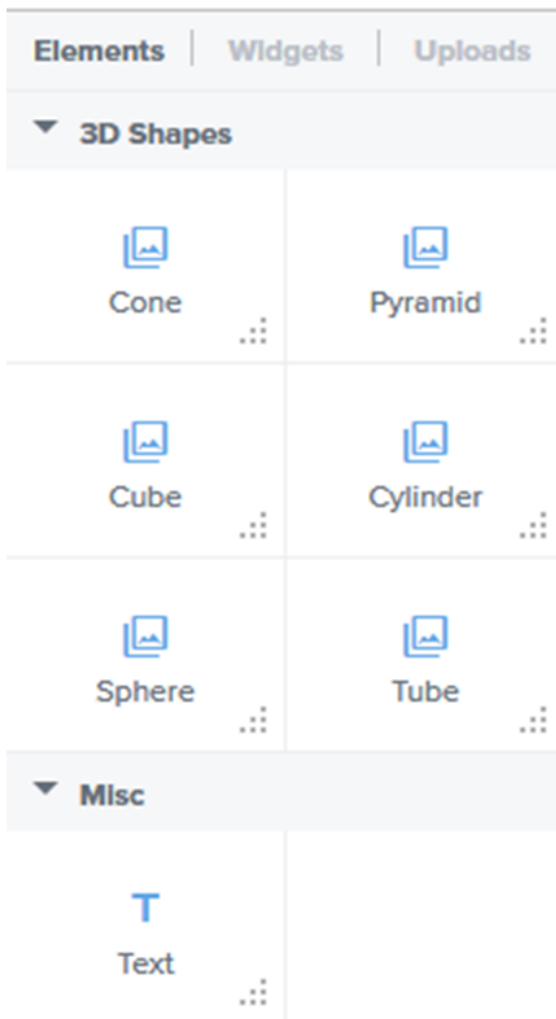 Elements | Widgets | Uploads
3D Shapes
Cone Pyramid
Cube Cylinder
Sphere Tube
Misc
T
Text